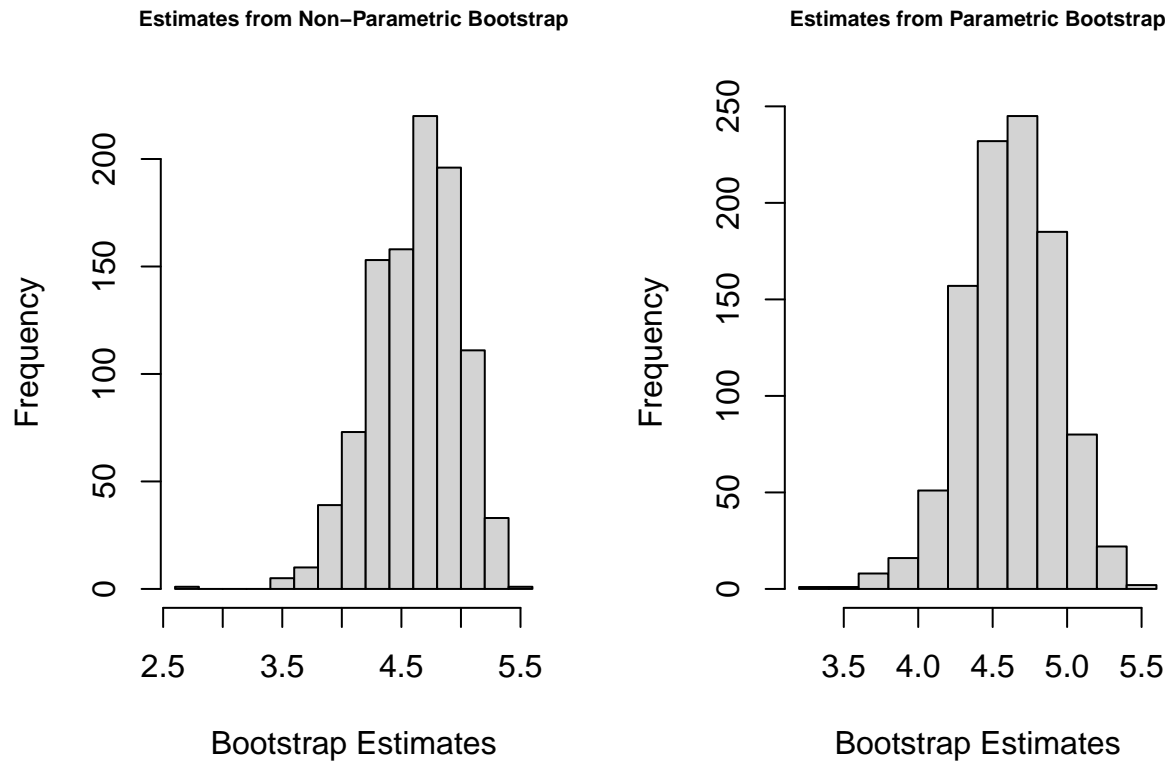 Estimates from Non−Parametric Bootstrap
Frequency
200
150
100
50
0
2.5 3.5 4.5 5.5
Bootstrap Estimates
Estimates from Parametric Bootstrap
Frequency
250
200
150
100
50
0
3.5 4.0 4.5 5.0 5.5
Bootstrap Estimates